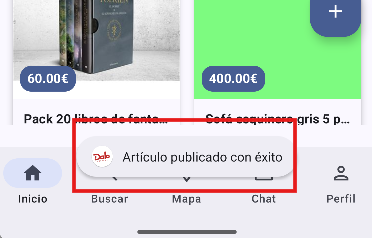 60.00€
400.00€
Pack 20 libros de fanta...
Sofá esquinero gris 5 p...
Artículo publicado con éxito
Inicio
Buscar
Mapa
Chat
Perfil